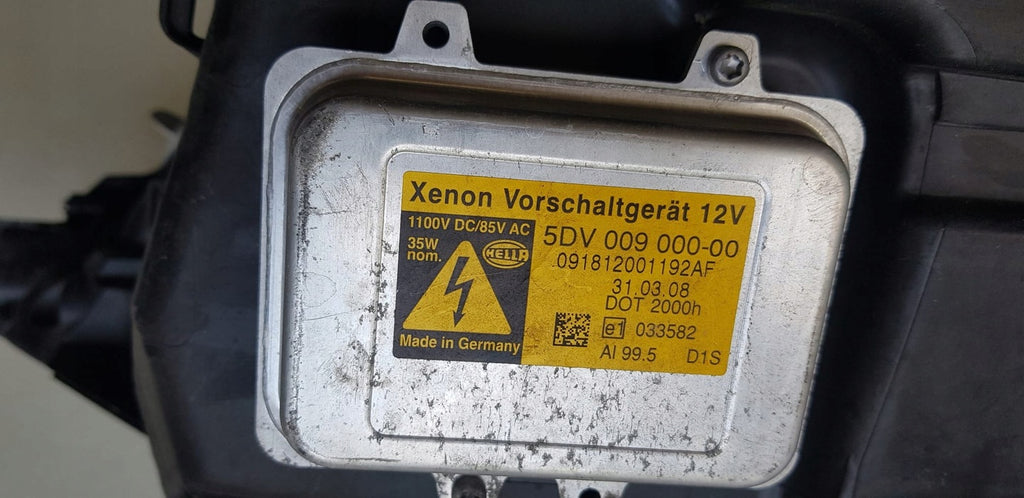 Xenon Vorschaltgerät 12V
1100V DC/85V AC
35W
nom.
HELLA
Made in Germany
5DV 009 000-00
091812001192AF
31.03.08
DOT 2000h
e1 033582
Al 99.5 D1S